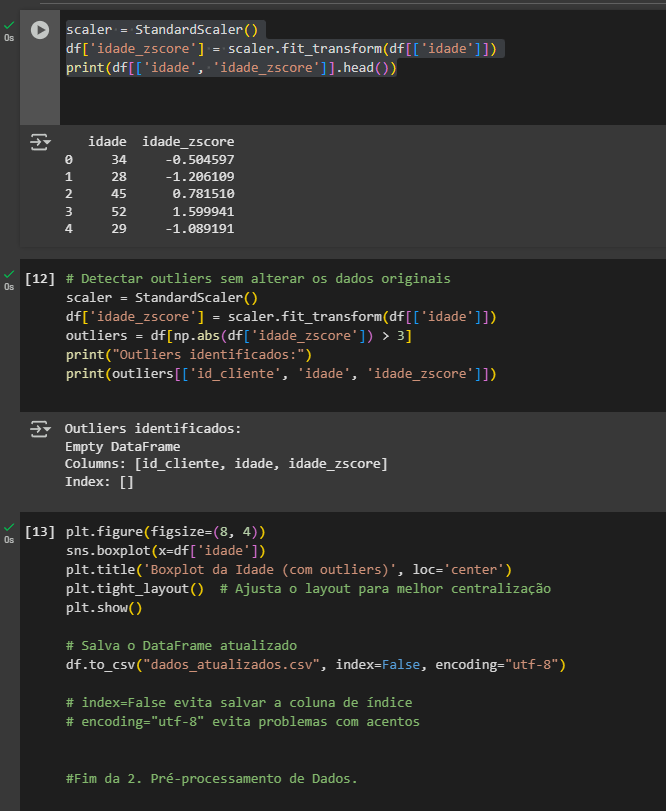 0s
scaler = StandardScaler()
df['idade_zscore'] = scaler.fit_transform(df[['idade']])
print(df[['idade', 'idade_zscore']].head())
idade idade_zscore
0 34 -0.504597
1 28 -1.206109
2 45 0.781510
3 52 1.599941
4 29 -1.089191
0s
[12] # Detectar outliers sem alterar os dados originais
scaler = StandardScaler()
df['idade_zscore'] = scaler.fit_transform(df[['idade']])
outliers = df[np.abs(df['idade_zscore']) > 3]
print("Outliers identificados:")
print(outliers[['id_cliente', 'idade', 'idade_zscore']])
Outliers identificados:
Empty DataFrame
Columns: [id_cliente, idade, idade_zscore]
Index: []
0s
[13] plt.figure(figsize=(8, 4))
sns.boxplot(x=df['idade'])
plt.title('Boxplot da Idade (com outliers)', loc='center')
plt.tight_layout()  # Ajusta o layout para melhor centralização
plt.show()
# Salva o DataFrame atualizado
df.to_csv("dados_atualizados.csv", index=False, encoding="utf-8")
# index=False evita salvar a coluna de índice
# encoding="utf-8" evita problemas com acentos
#Fim da 2. Pré-processamento de Dados.